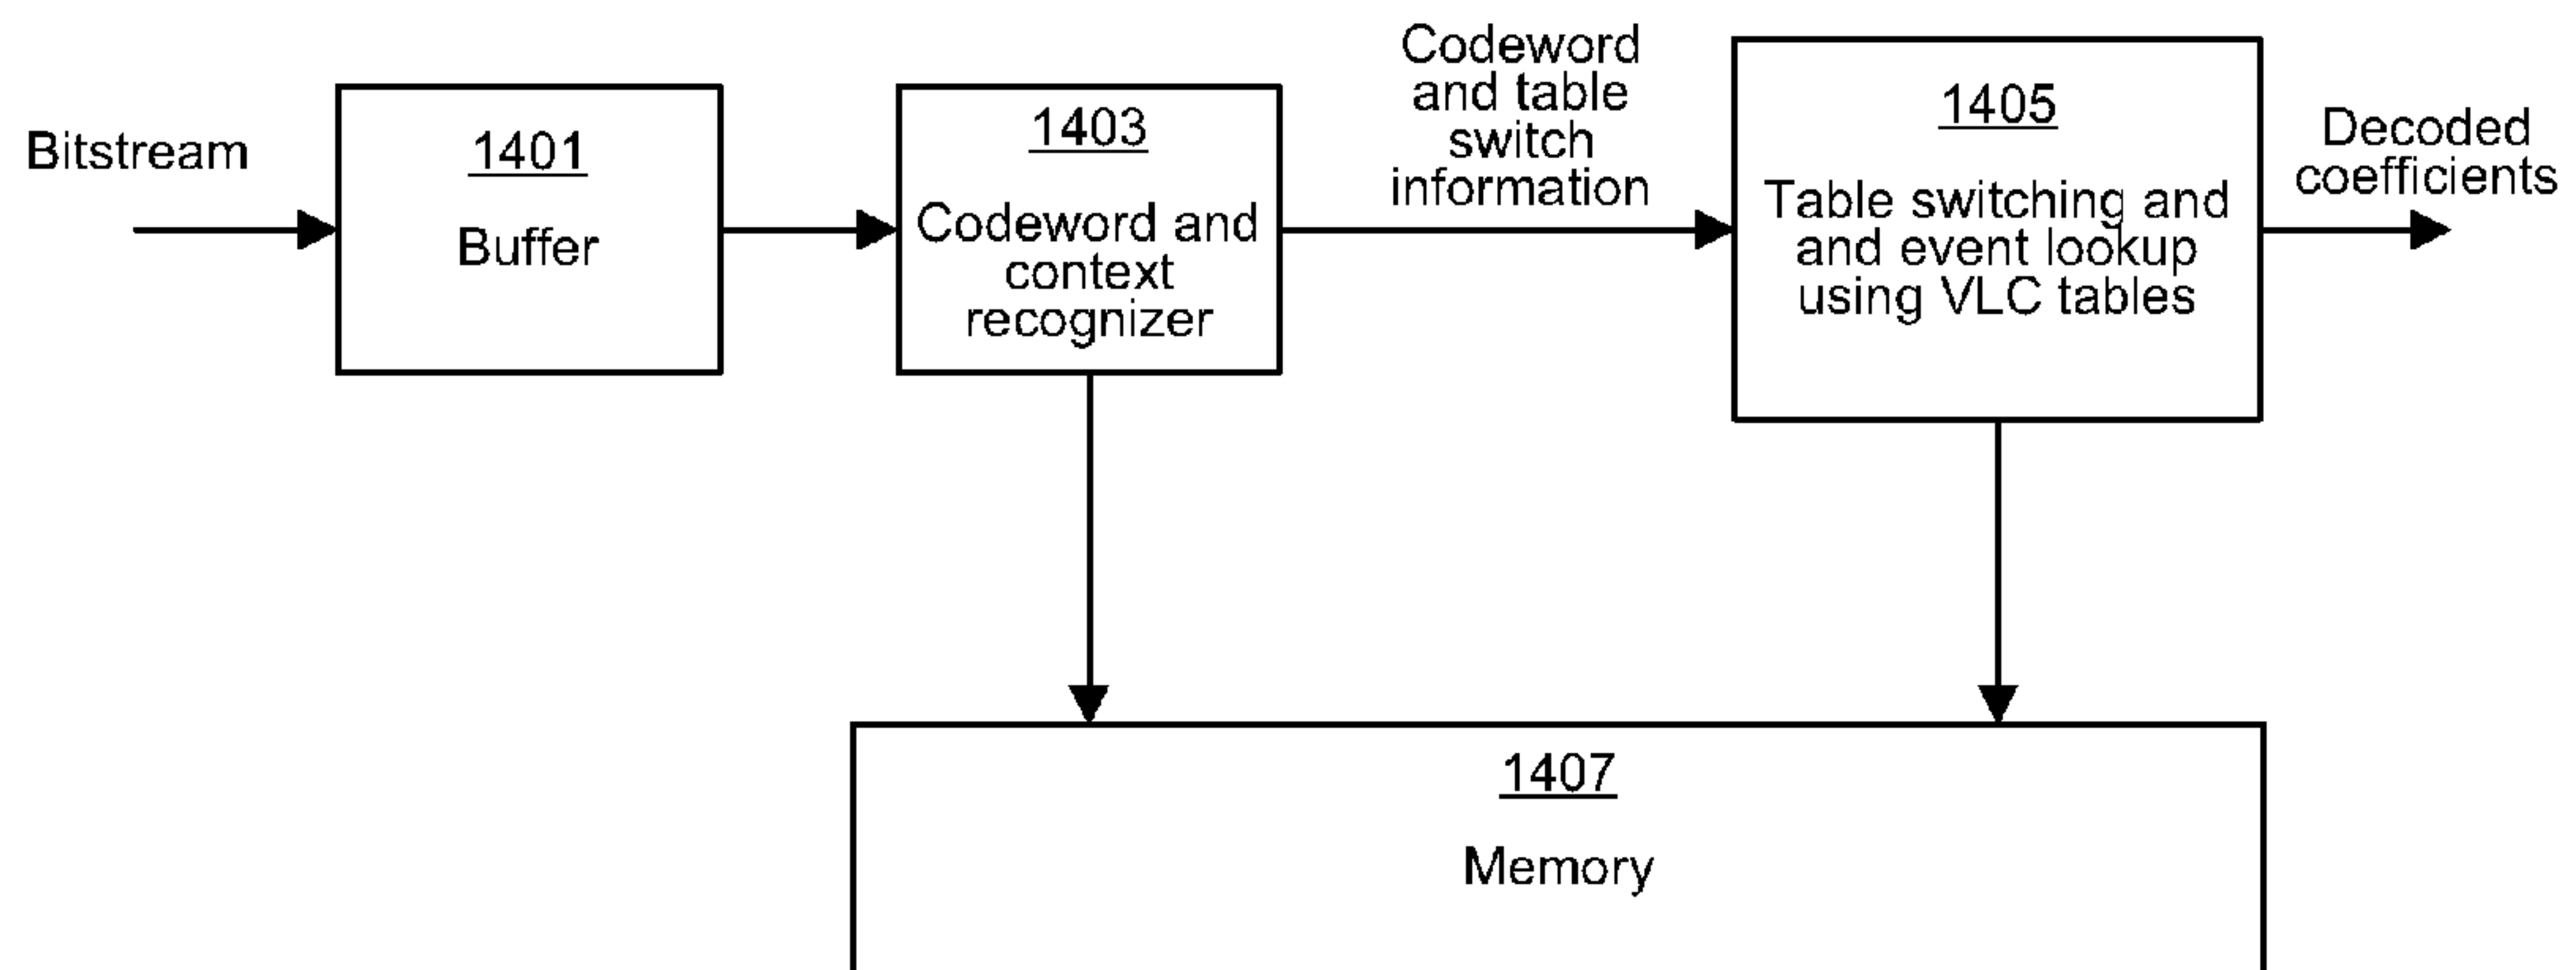 Bitstream
1401
Buffer
1403
Codeword and
context
recognizer
Codeword
and table
switch
information
1405
Table switching and
and event lookup
using VLC tables
Decoded
coefficients
1407
Memory